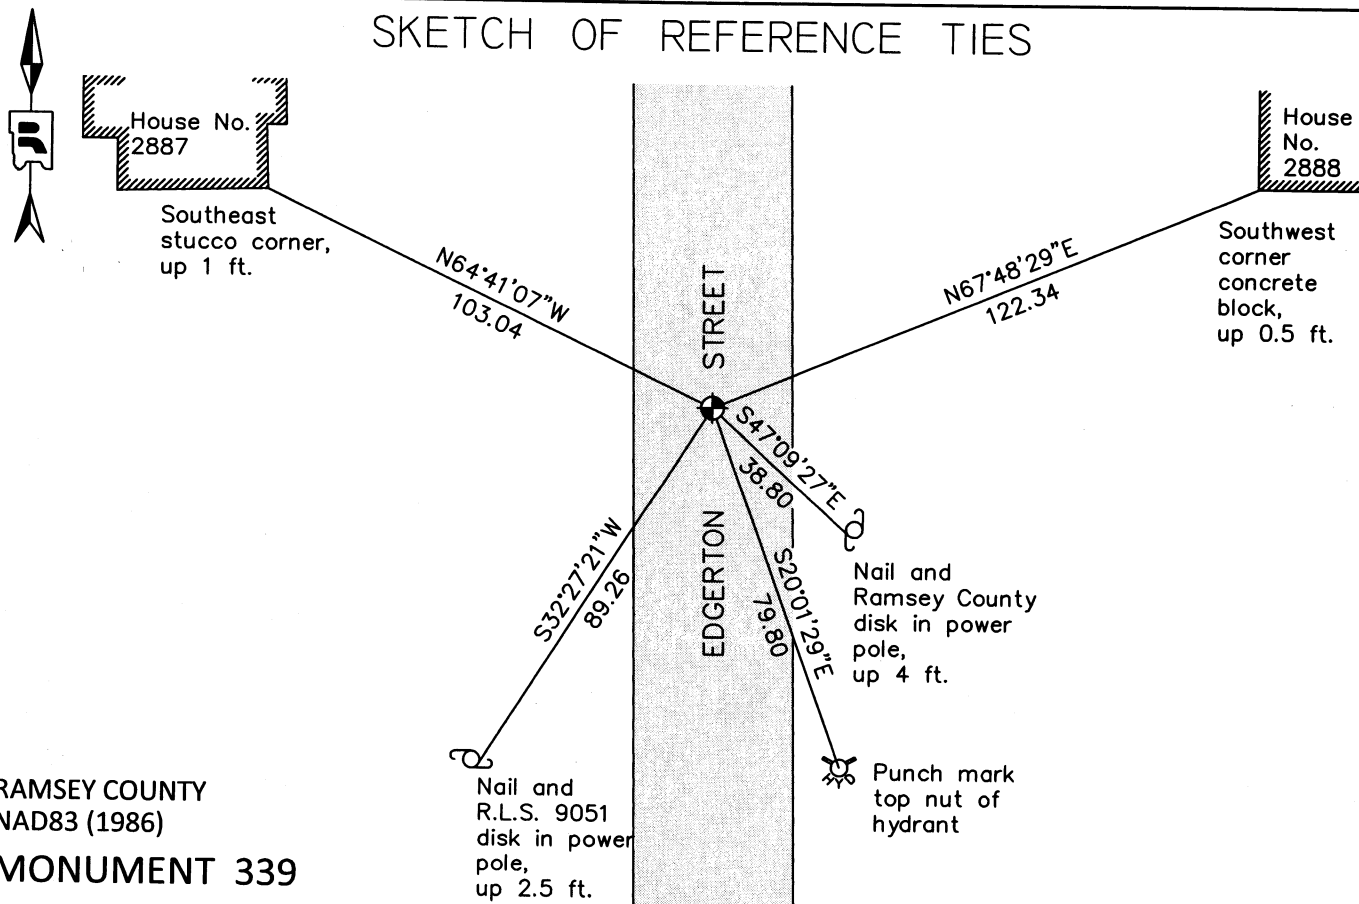 SKETCH OF REFERENCE TIES
House No.
2887
Southeast
stucco corner,
up 1 ft.
N64°41'07"W
103.04
EDGERTON STREET
N67°48'29"E
122.34
House
No.
2888
Southwest
corner
concrete
block,
up 0.5 ft.
S47°09'27"E
38.80
Nail and
Ramsey County
disk in power
pole,
up 4 ft.
S20°01'29"E
79.80
Punch mark
top nut of
hydrant
S32°27'21"W
89.26
Nail and
R.L.S. 9051
disk in power
pole,
up 2.5 ft.
RAMSEY COUNTY
NAD83 (1986)
MONUMENT 339